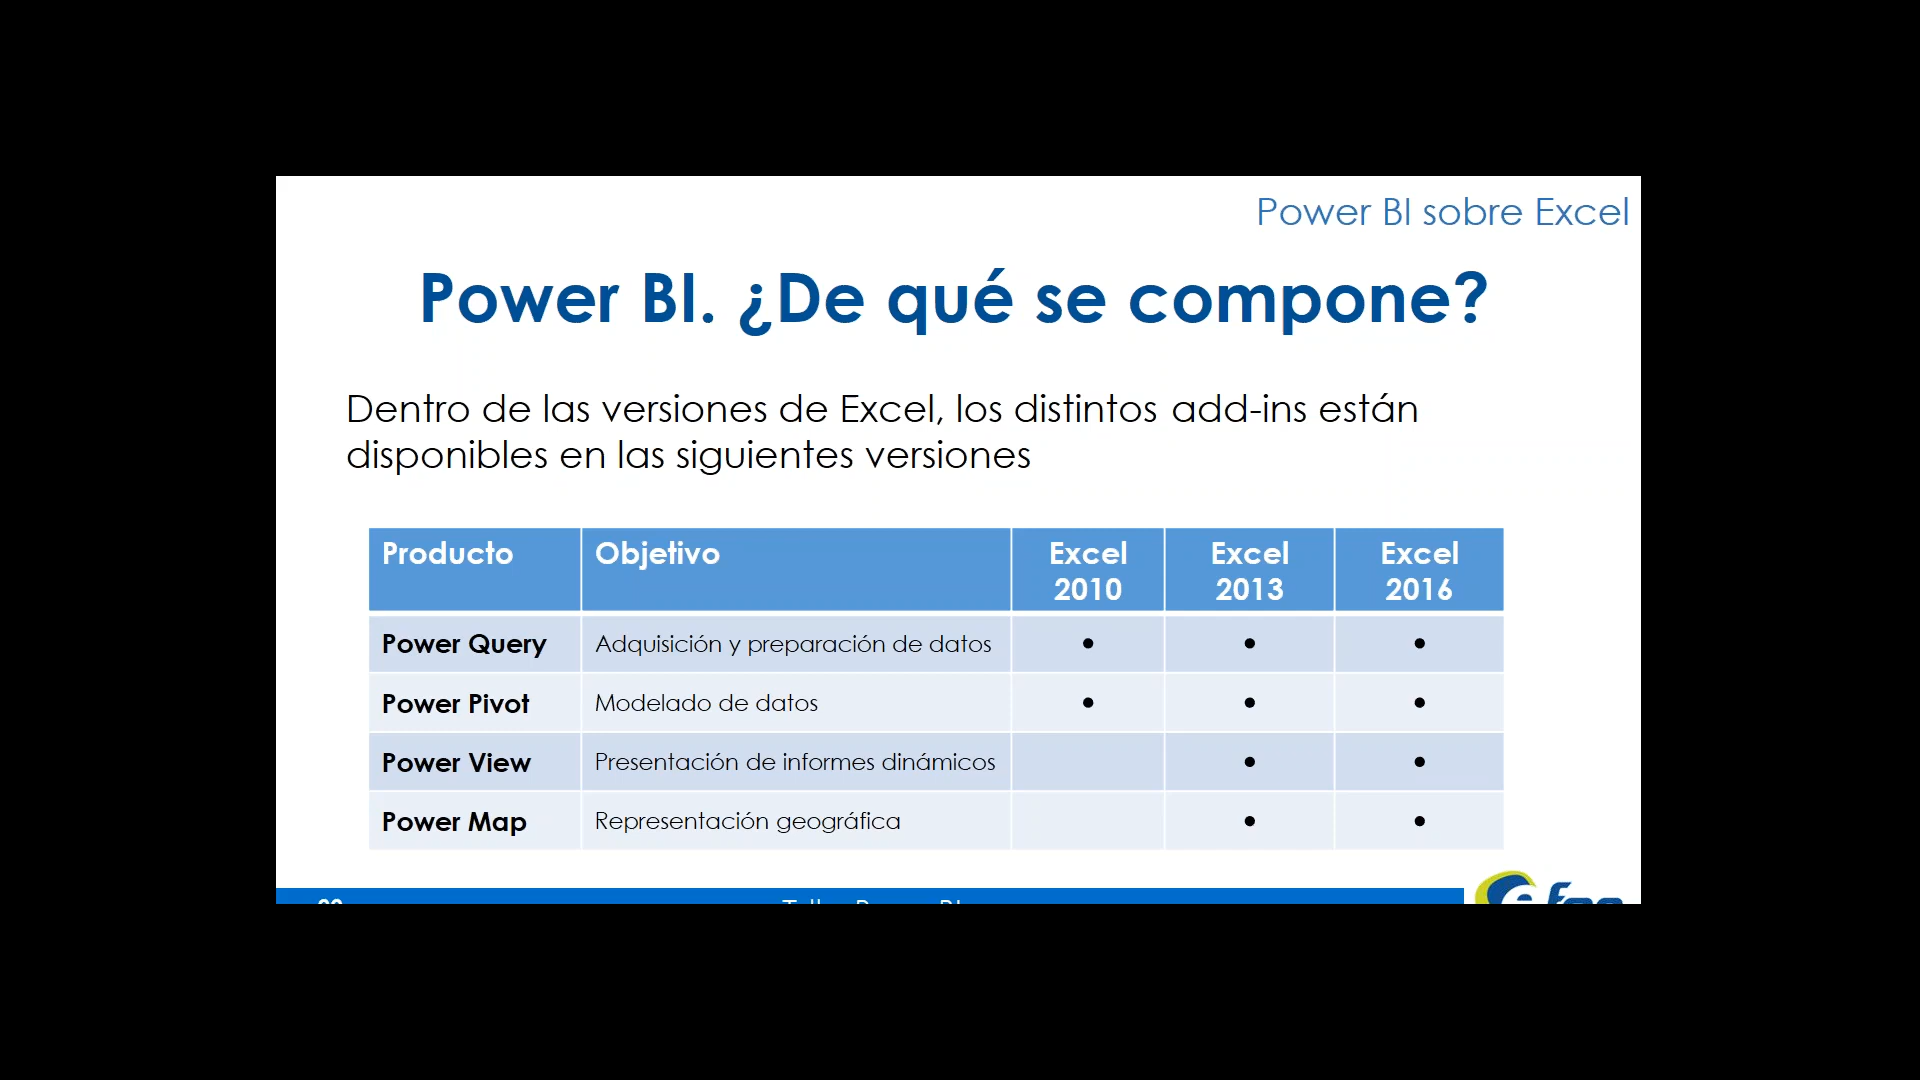 Power BI sobre Excel
Power BI. ¿De qué se compone?
Dentro de las versiones de Excel, los distintos add-ins están
disponibles en las siguientes versiones
Producto Objetivo Excel 2010 Excel 2013 Excel 2016
Power Query Adquisición y preparación de datos • • •
Power Pivot Modelado de datos • • •
Power View Presentación de informes dinámicos • •
Power Map Representación geográfica • •